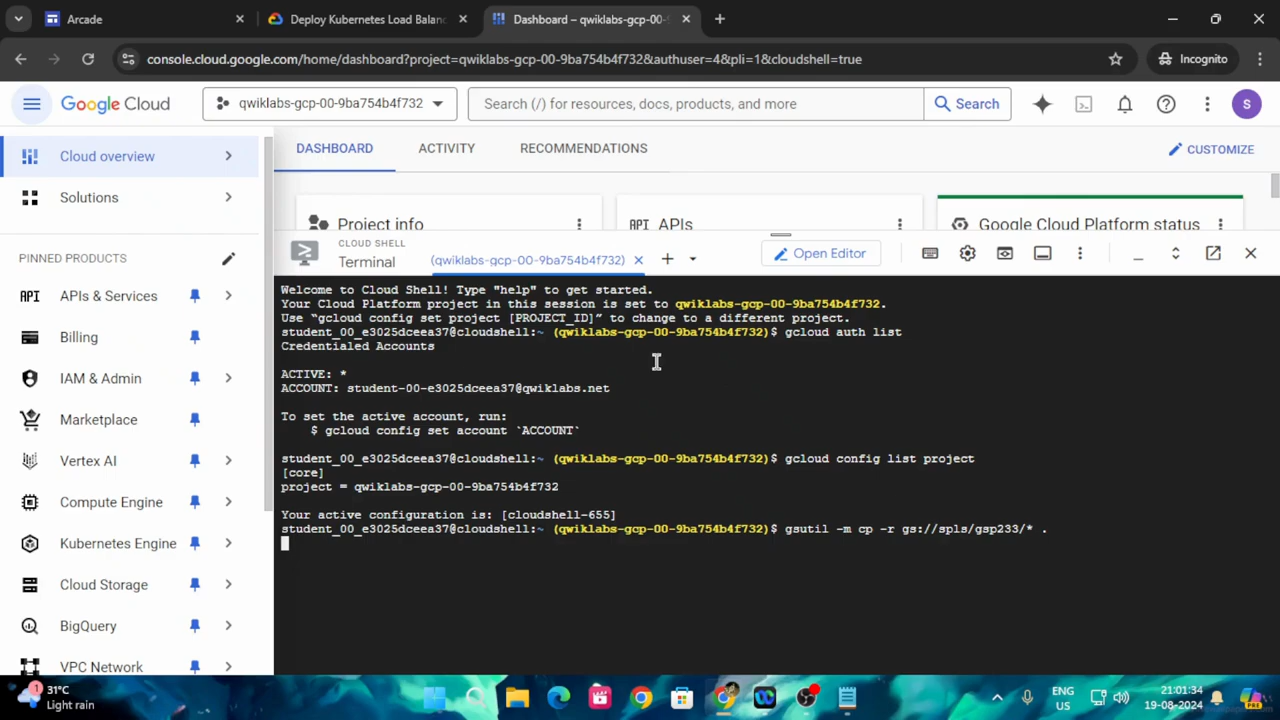 Arcade
Deploy Kubernetes Load Balanc
Dashboard – qwiklabs-gcp-00-
console.cloud.google.com/home/dashboard?project=qwiklabs-gcp-00-9ba754b4f732&authuser=4&pli=1&cloudshell=true
Incognito
Google Cloud
qwiklabs-gcp-00-9ba754b4f732
Search (/) for resources, docs, products, and more
Search
S
Cloud overview
Solutions
PINNED PRODUCTS
API APIs & Services
Billing
IAM & Admin
Marketplace
Vertex AI
Compute Engine
Kubernetes Engine
Cloud Storage
BigQuery
VPC Network
DASHBOARD
ACTIVITY
RECOMMENDATIONS
CUSTOMIZE
Project info
API APIs
Google Cloud Platform status
CLOUD SHELL
Terminal
(qwiklabs-gcp-00-9ba754b4f732)
Open Editor
Welcome to Cloud Shell! Type "help" to get started.
Your Cloud Platform project in this session is set to qwiklabs-gcp-00-9ba754b4f732.
Use “gcloud config set project [PROJECT_ID]” to change to a different project.
student_00_e3025dceea37@cloudshell:~ (qwiklabs-gcp-00-9ba754b4f732)$ gcloud auth list
Credentialed Accounts
ACTIVE: *
ACCOUNT: student-00-e3025dceea37@qwiklabs.net
To set the active account, run:
$ gcloud config set account `ACCOUNT`
student_00_e3025dceea37@cloudshell:~ (qwiklabs-gcp-00-9ba754b4f732)$ gcloud config list project
[core]
project = qwiklabs-gcp-00-9ba754b4f732
Your active configuration is: [cloudshell-655]
student_00_e3025dceea37@cloudshell:~ (qwiklabs-gcp-00-9ba754b4f732)$ gsutil -m cp -r gs://spls/gsp233/* .
1
31°C
Light rain
ENG
US
21:01:34
19-08-2024
PRE